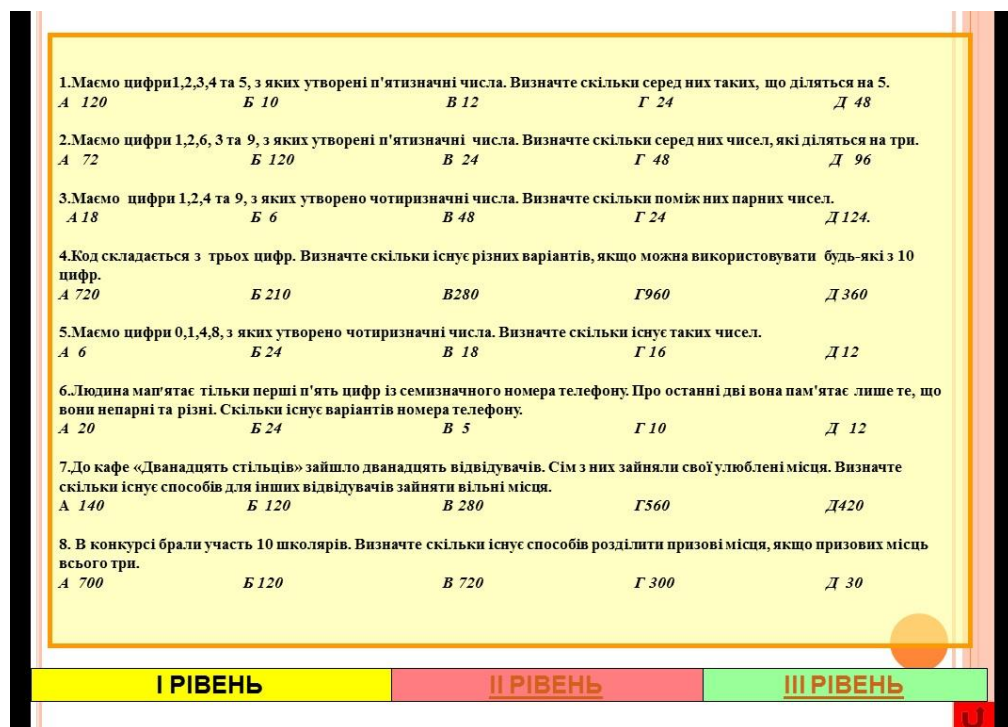 1.Маємо цифри1,2,3,4 та 5, з яких утворені п'ятизначні числа. Визначте скільки серед них таких, що діляться на 5.
А 120 Б 10 В 12 Г 24 Д 48
2.Маємо цифри 1,2,6, 3 та 9, з яких утворені п'ятизначні числа. Визначте скільки серед них чисел, які діляться на три.
А 72 Б 120 В 24 Г 48 Д 96
3.Маємо цифри 1,2,4 та 9, з яких утворено чотиризначні числа. Визначте скільки поміж них парних чисел.
А 18 Б 6 В 48 Г 24 Д 124.
4.Код складається з трьох цифр. Визначте скільки існує різних варіантів, якщо можна використовувати будь-які з 10
цифр.
А 720 Б 210 В280 Г960 Д 360
5.Маємо цифри 0,1,4,8, з яких утворено чотиризначні числа. Визначте скільки існує таких чисел.
А 6 Б 24 В 18 Г 16 Д 12
6.Людина мап'ятає тільки перші п'ять цифр із семизначного номера телефону. Про останні дві вона пам'ятає лише те, що
вони непарні та різні. Скільки існує варіантів номера телефону.
А 20 Б 24 В 5 Г 10 Д 12
7.До кафе «Дванадцять стільців» зайшло дванадцять відвідувачів. Сім з них зайняли свої улюблені місця. Визначте
скільки існує способів для інших відвідувачів зайняти вільні місця.
А 140 Б 120 В 280 Г560 Д420
8. В конкурсі брали участь 10 школярів. Визначте скільки існує способів розділити призові місця, якщо призових місць
всього три.
А 700 Б 120 В 720 Г 300 Д 30
І РІВЕНЬ ІІ РІВЕНЬ ІІІ РІВЕНЬ